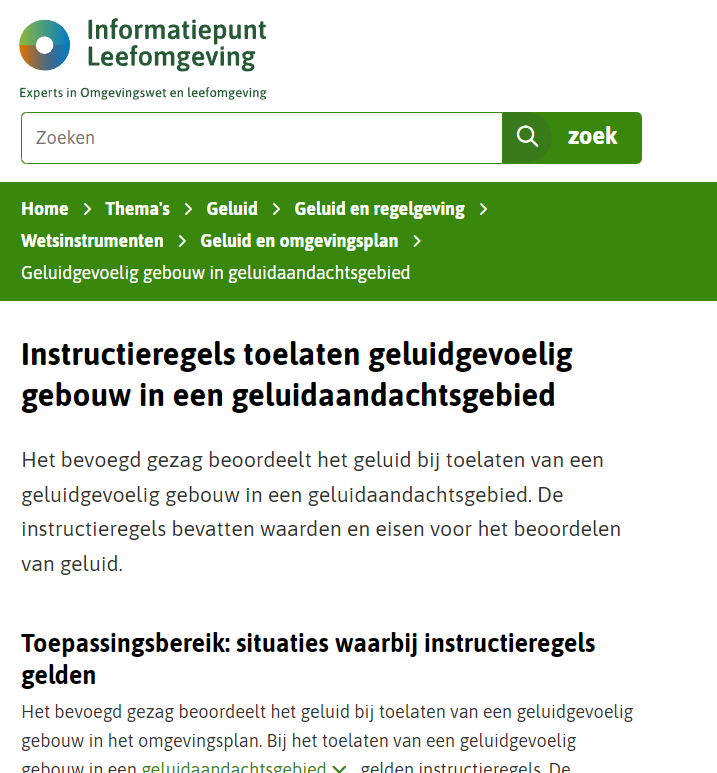 Informatiepunt
Leefomgeving
Experts in Omgevingswet en leefomgeving
Zoeken
zoek
Home > Thema's > Geluid > Geluid en regelgeving >
Wetsinstrumenten > Geluid en omgevingsplan >
Geluidgevoelig gebouw in geluidaandachtsgebied
Instructieregels toelaten geluidgevoelig
gebouw in een geluidaandachtsgebied
Het bevoegd gezag beoordeelt het geluid bij toelaten van een
geluidgevoelig gebouw in een geluidaandachtsgebied. De
instructieregels bevatten waarden en eisen voor het beoordelen
van geluid.
Toepassingsbereik: situaties waarbij instructieregels
gelden
Het bevoegd gezag beoordeelt het geluid bij toelaten van een geluidgevoelig
gebouw in het omgevingsplan. Bij het toelaten van een geluidgevoelig
gebouw in een geluidaandachtsgebied gelden instructieregels. De